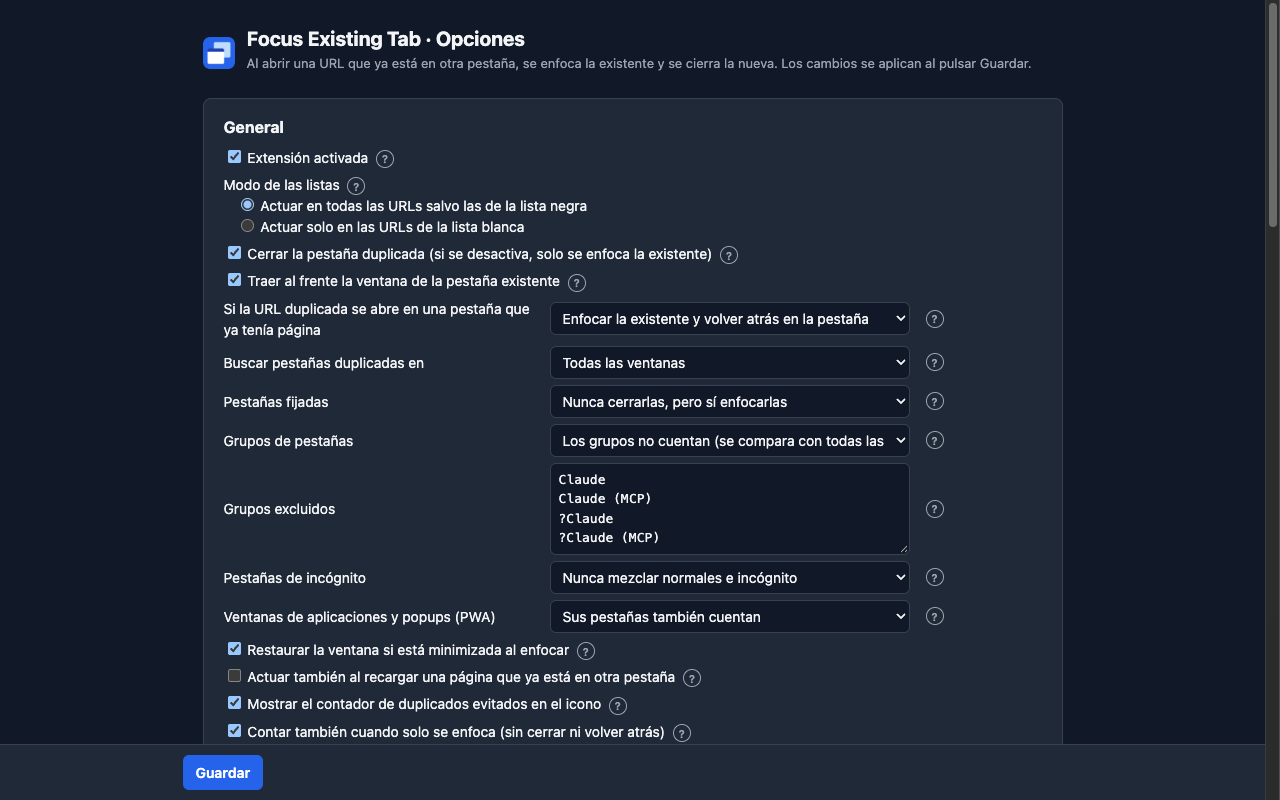 Focus Existing Tab · Opciones
Al abrir una URL que ya está en otra pestaña, se enfoca la existente y se cierra la nueva. Los cambios se aplican al pulsar Guardar.
General
Extensión activada ?
Modo de las listas ?
Actuar en todas las URLs salvo las de la lista negra
Actuar solo en las URLs de la lista blanca
Cerrar la pestaña duplicada (si se desactiva, solo se enfoca la existente) ?
Traer al frente la ventana de la pestaña existente ?
Si la URL duplicada se abre en una pestaña que
ya tenía página
Enfocar la existente y volver atrás en la pestaña ?
Buscar pestañas duplicadas en Todas las ventanas ?
Pestañas fijadas Nunca cerrarlas, pero sí enfocarlas ?
Grupos de pestañas Los grupos no cuentan (se compara con todas las ?
Grupos excluidos
Claude
Claude (MCP)
?Claude
?Claude (MCP)
?
Pestañas de incógnito Nunca mezclar normales e incógnito ?
Ventanas de aplicaciones y popups (PWA) Sus pestañas también cuentan ?
Restaurar la ventana si está minimizada al enfocar ?
Actuar también al recargar una página que ya está en otra pestaña ?
Mostrar el contador de duplicados evitados en el icono ?
Contar también cuando solo se enfoca (sin cerrar ni volver atrás) ?
Guardar